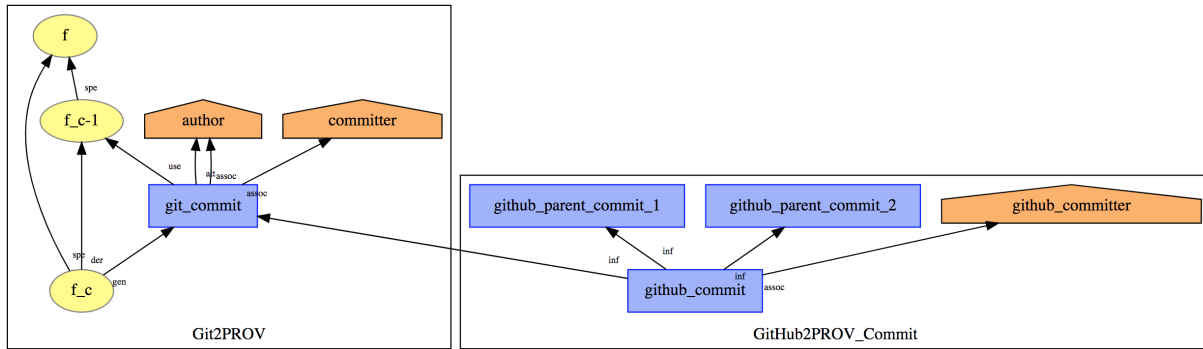 f
spe
f_c-1
author
committer
use
att
assoc
assoc
git_commit
github_parent_commit_1
github_parent_commit_2
github_committer
spe
der
gen
inf
inf
inf
assoc
f_c
github_commit
Git2PROV
GitHub2PROV_Commit